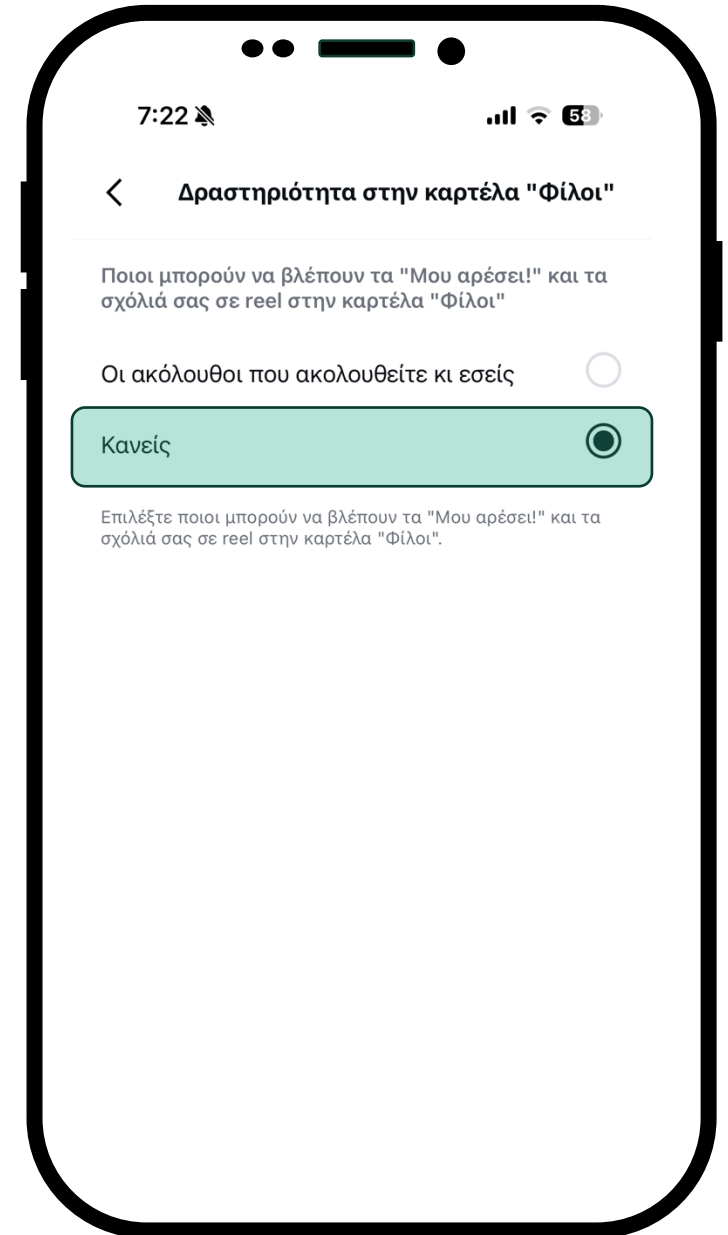 7:22
58
Δραστηριότητα στην καρτέλα "Φίλοι"
Ποιοι μπορούν να βλέπουν τα "Μου αρέσει!" και τα
σχόλιά σας σε reel στην καρτέλα "Φίλοι"
Οι ακόλουθοι που ακολουθείτε κι εσείς
Κανείς
Επιλέξτε ποιοι μπορούν να βλέπουν τα "Μου αρέσει!" και τα
σχόλιά σας σε reel στην καρτέλα "Φίλοι".